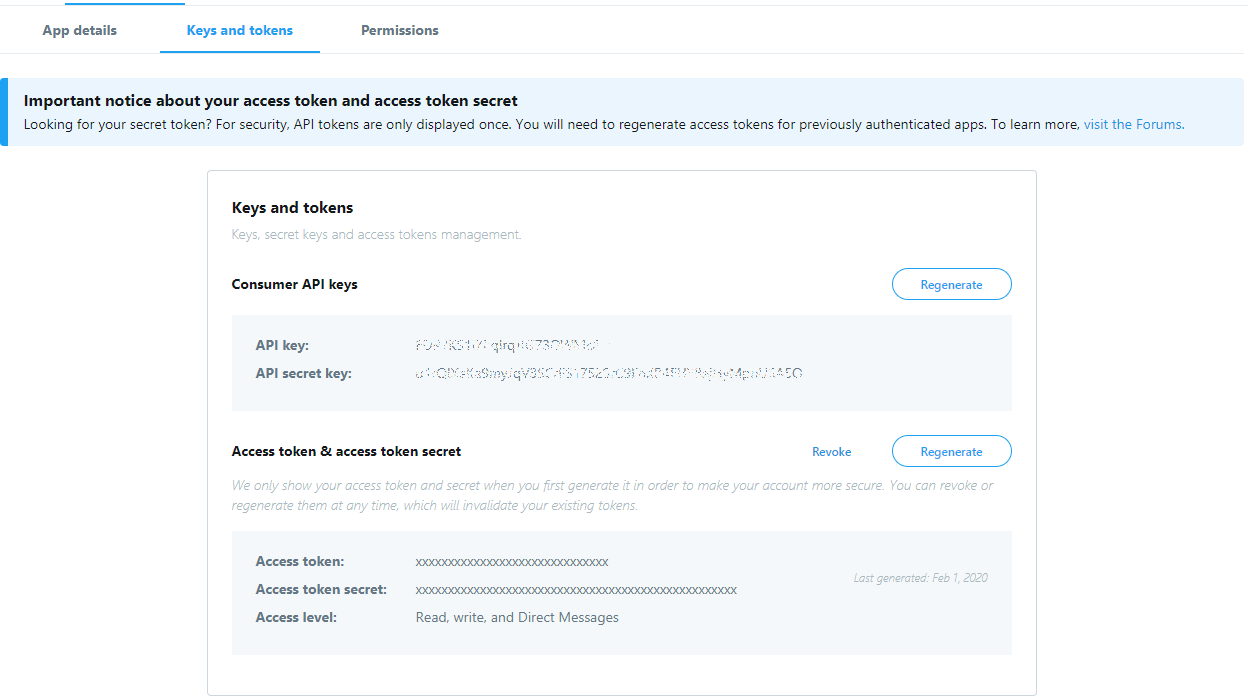 App details
Keys and tokens
Permissions
Important notice about your access token and access token secret
Looking for your secret token? For security, API tokens are only displayed once. You will need to regenerate access tokens for previously authenticated apps. To learn more, visit the Forums.
Keys and tokens
Keys, secret keys and access tokens management.
Consumer API keys
Regenerate
API key:
API secret key:
Access token & access token secret
Revoke
Regenerate
We only show your access token and secret when you first generate it in order to make your account more secure. You can revoke or
regenerate them at any time, which will invalidate your existing tokens.
Access token:
xxxxxxxxxxxxxxxxxxxxxxxxxxxxxx
Last generated: Feb 1, 2020
Access token secret:
xxxxxxxxxxxxxxxxxxxxxxxxxxxxxxxxxxxxxxxxxxxxxxxxxx
Access level:
Read, write, and Direct Messages